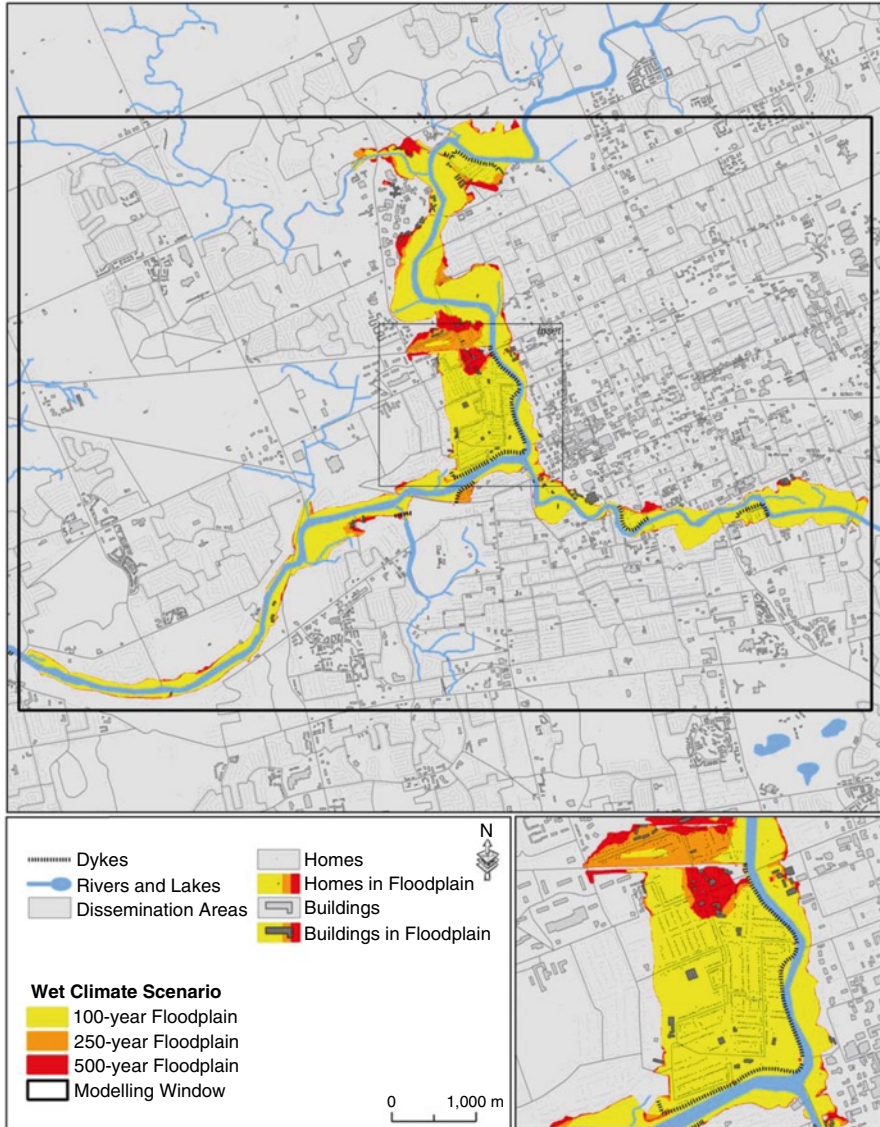 Inset
Dykes
Rivers and Lakes
Dissemination Areas
N
Homes
Homes in Floodplain
Buildings
Buildings in Floodplain
Wet Climate Scenario
100-year Floodplain
250-year Floodplain
500-year Floodplain
Modelling Window
0 1,000 m